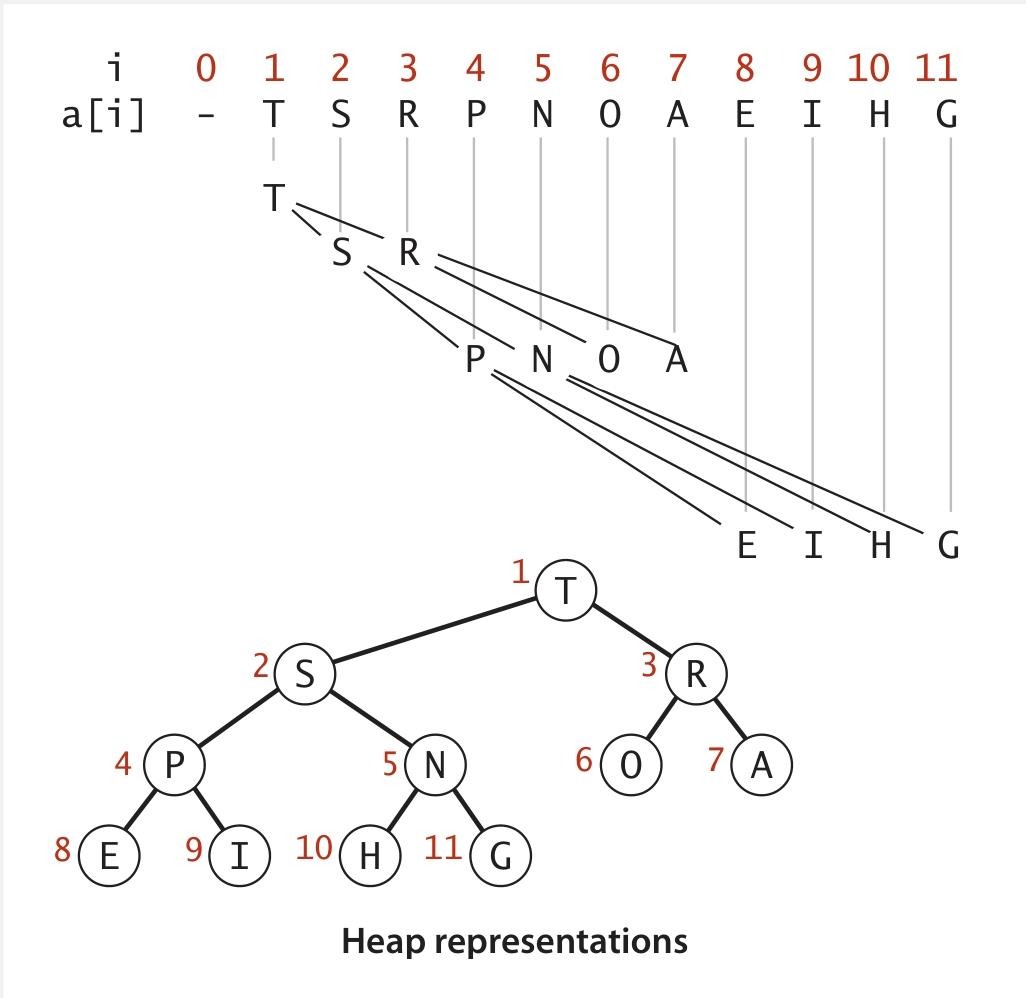 i 0 1 2 3 4 5 6 7 8 9 10 11
a[i] – T S R P N O A E I H G
T
S R
P N O A
E I H G
1 T
2 S 3 R
4 P 5 N 6 O 7 A
8 E 9 I 10 H 11 G
Heap representations